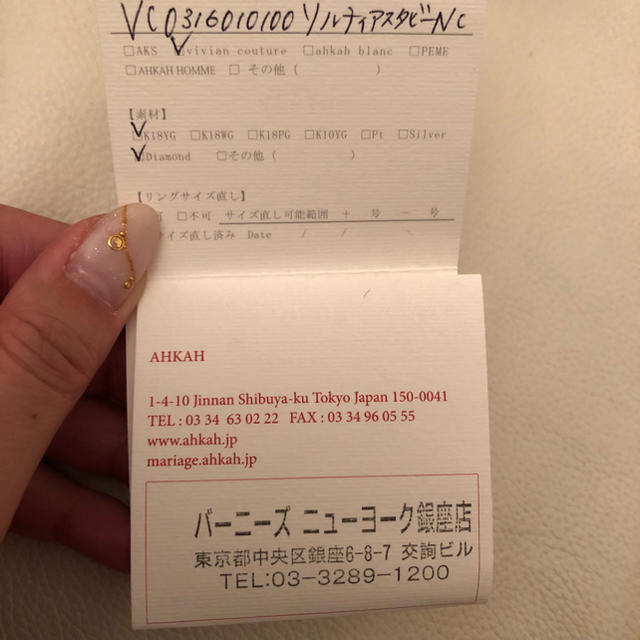 VC0316010100 ソルティアスタビーNC
□AKS ☑vivian couture □ahkah blanc □PEME
□AHKAH HOMME □ その他 ( )
【素材】
☑K18YG □K18WG □K18PG □K10YG □Pt □Silver
☑Diamond □その他 ( )
【リングサイズ直し】
□不可 サイズ直し可能範囲 + 号 - 号
イズ直し済み Date / /
AHKAH
1-4-10 Jinnan Shibuya-ku Tokyo Japan 150-0041
TEL : 03 34 63 02 22 FAX : 03 34 96 05 55
www.ahkah.jp
mariage.ahkah.jp
バーニーズ ニューヨーク銀座店
東京都中央区銀座6-8-7 交詢ビル
TEL:03-3289-1200